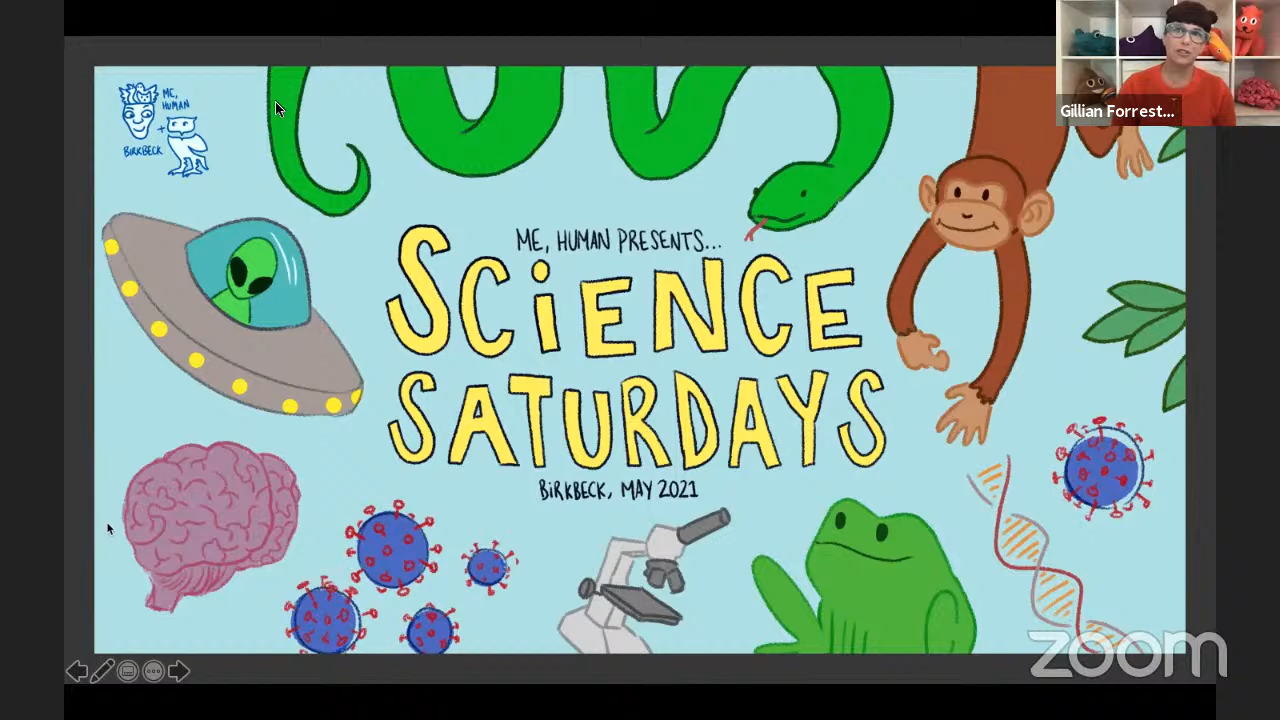 ME,
HUMAN
+
BIRKBECK
Gillian Forrest...
ME, HUMAN PRESENTS...
SCiENCE
SATURDAYS
BiRKBECK, MAY 2021
zoom